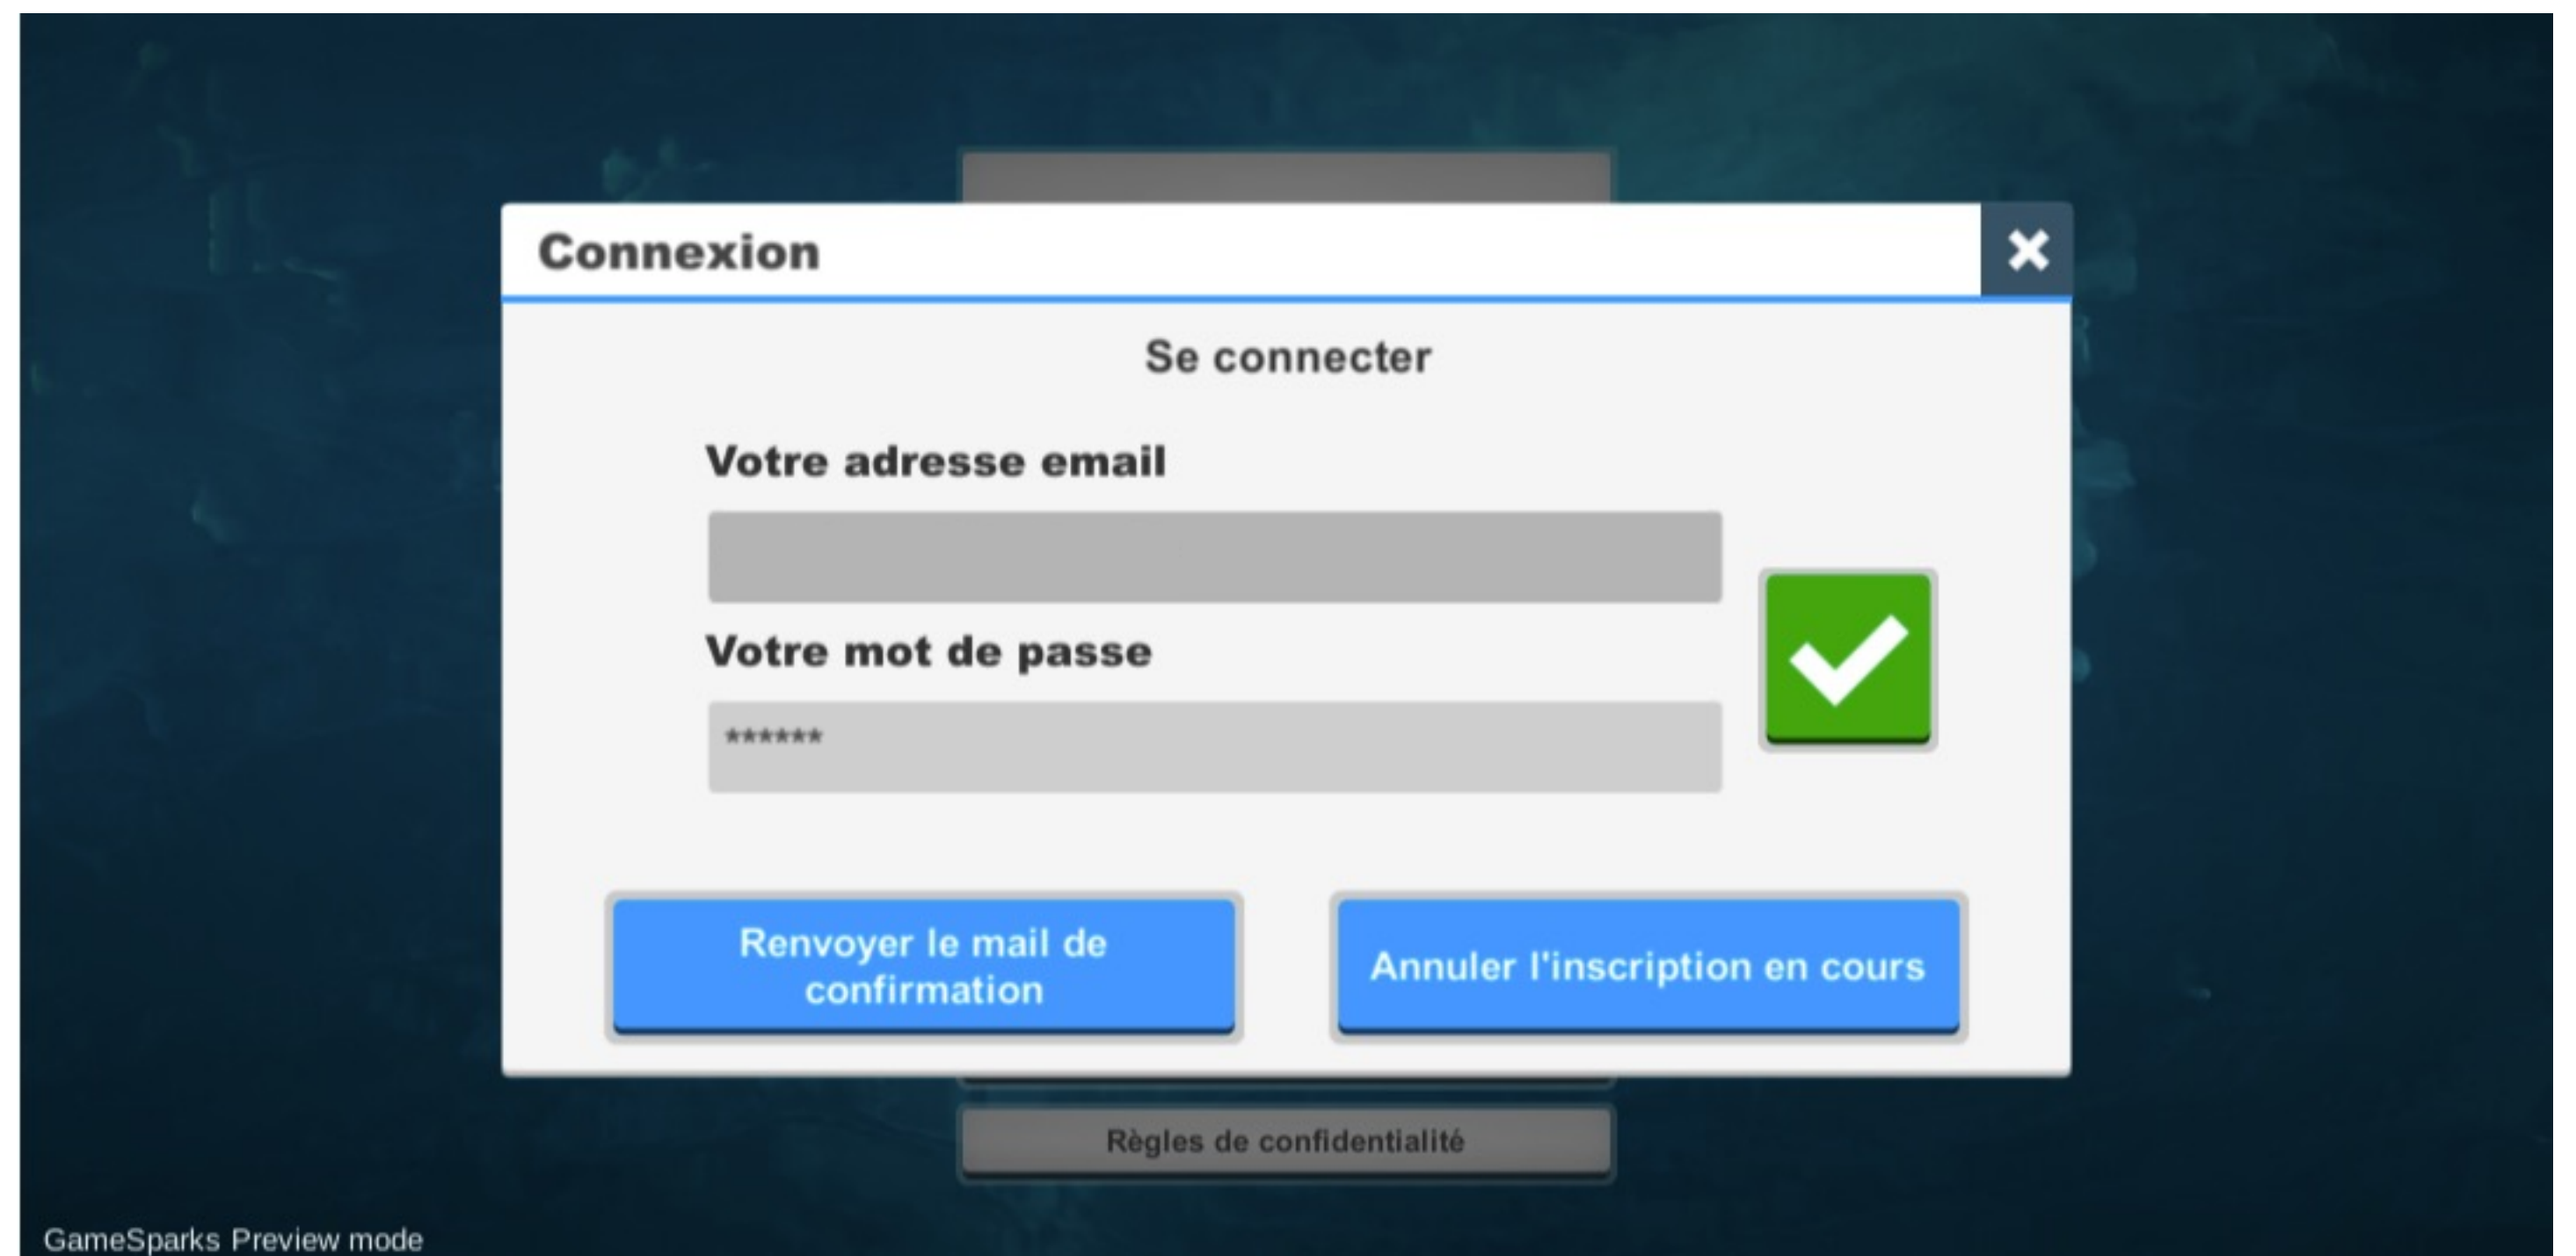 Connexion
Se connecter
Votre adresse email
Votre mot de passe
******
Renvoyer le mail de
confirmation
Annuler l'inscription en cours
Règles de confidentialité
GameSparks Preview mode